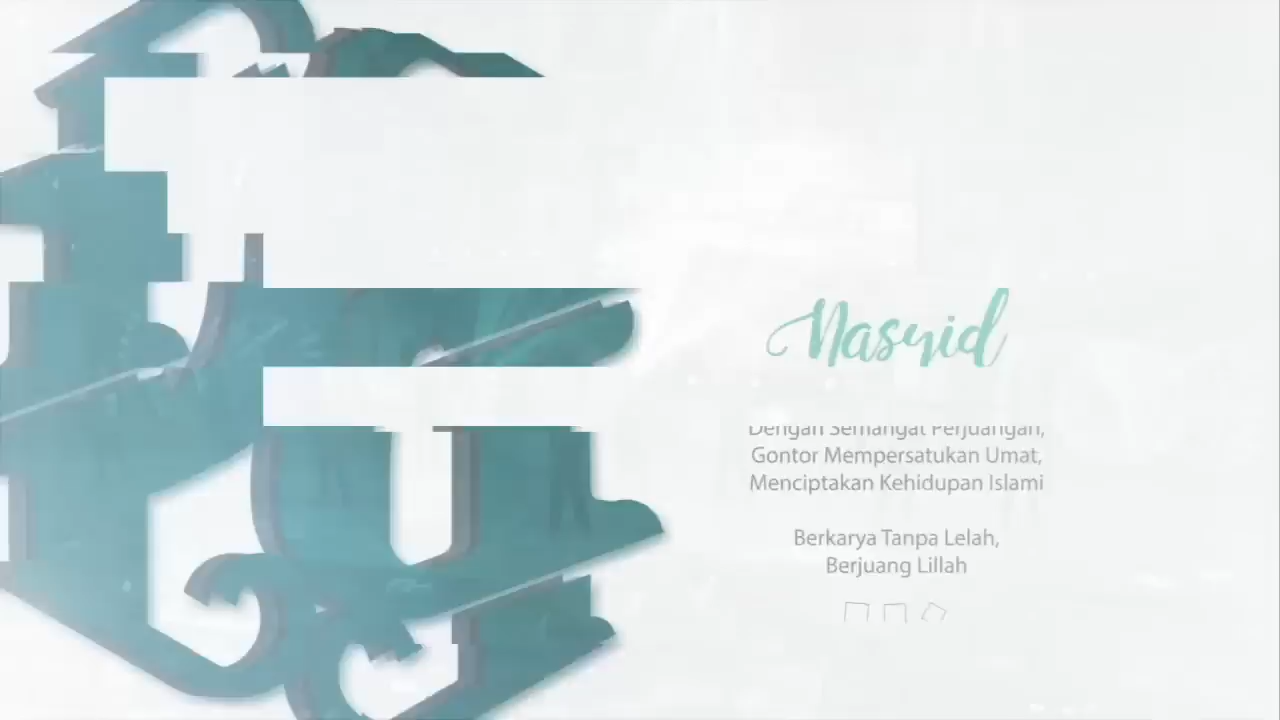 Nasyid
Dengan Semangat Perjuangan,
Gontor Mempersatukan Umat,
Menciptakan Kehidupan Islami
Berkarya Tanpa Lelah,
Berjuang Lillah